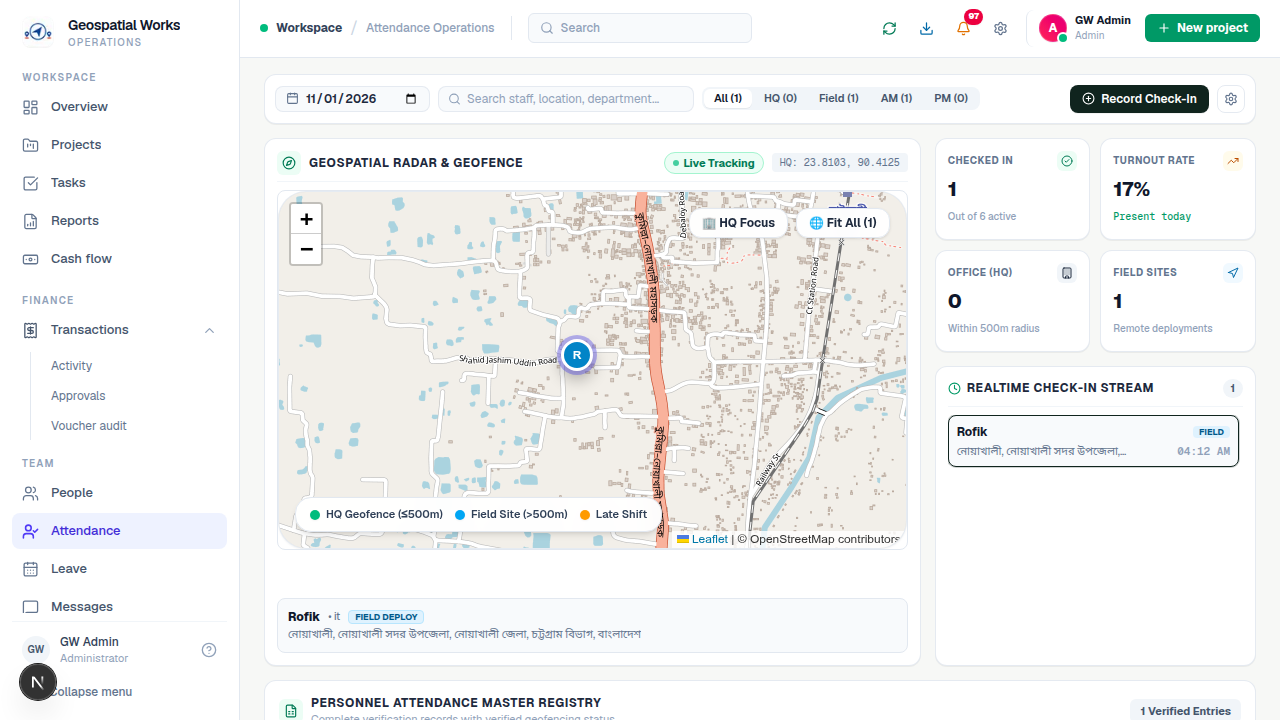 Geospatial Works
OPERATIONS
WORKSPACE
Overview
Projects
Tasks
Reports
Cash flow
FINANCE
Transactions
Activity
Approvals
Voucher audit
TEAM
People
Attendance
Leave
Messages
GW
GW Admin
Administrator
N
Collapse menu
Workspace / Attendance Operations
Search
97
A
GW Admin
Admin
New project
11/01/2026
Search staff, location, department...
All (1)
HQ (0)
Field (1)
AM (1)
PM (0)
Record Check-In
GEOSPATIAL RADAR & GEOFENCE
Live Tracking
HQ: 23.8103, 90.4125
+
−
🏢 HQ Focus
🌐 Fit All (1)
Debaloy Roa
Ct Station Road
Shahid Jashim Uddin Road
R
Railway St
HQ Geofence (≤500m)
Field Site (>500m)
Late Shift
Leaflet | © OpenStreetMap contributors
Rofik • it FIELD DEPLOY
নোয়াখালী, নোয়াখালী সদর উপজেলা, নোয়াখালী জেলা, চট্টগ্রাম বিভাগ, বাংলাদেশ
CHECKED IN
1
Out of 6 active
TURNOUT RATE
17%
Present today
OFFICE (HQ)
0
Within 500m radius
FIELD SITES
1
Remote deployments
REALTIME CHECK-IN STREAM
1
Rofik
FIELD
নোয়াখালী, নোয়াখালী সদর উপজেলা,...
04:12 AM
PERSONNEL ATTENDANCE MASTER REGISTRY
Complete verification records with verified geofencing status
1 Verified Entries